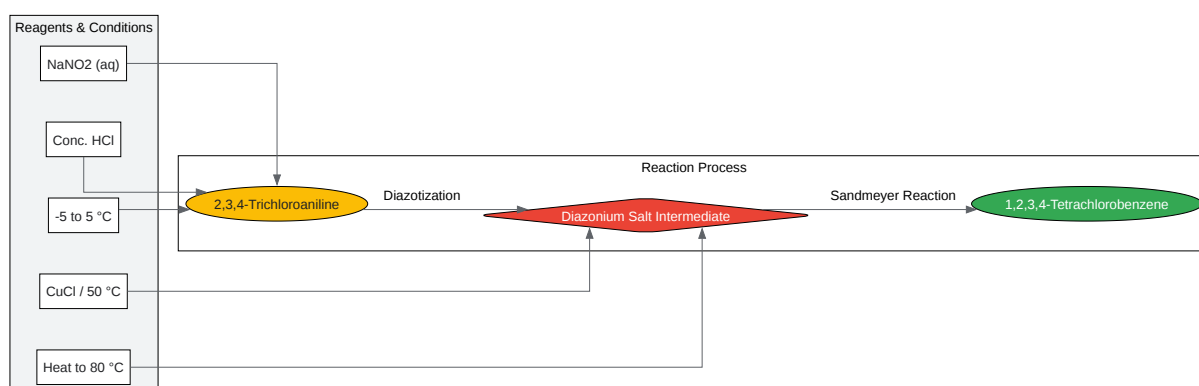 Reagents & Conditions
NaNO2 (aq)
Conc. HCl
-5 to 5 °C
CuCl / 50 °C
Heat to 80 °C
Reaction Process
2,3,4-Trichloroaniline
Diazotization
Diazonium Salt Intermediate
Sandmeyer Reaction
1,2,3,4-Tetrachlorobenzene